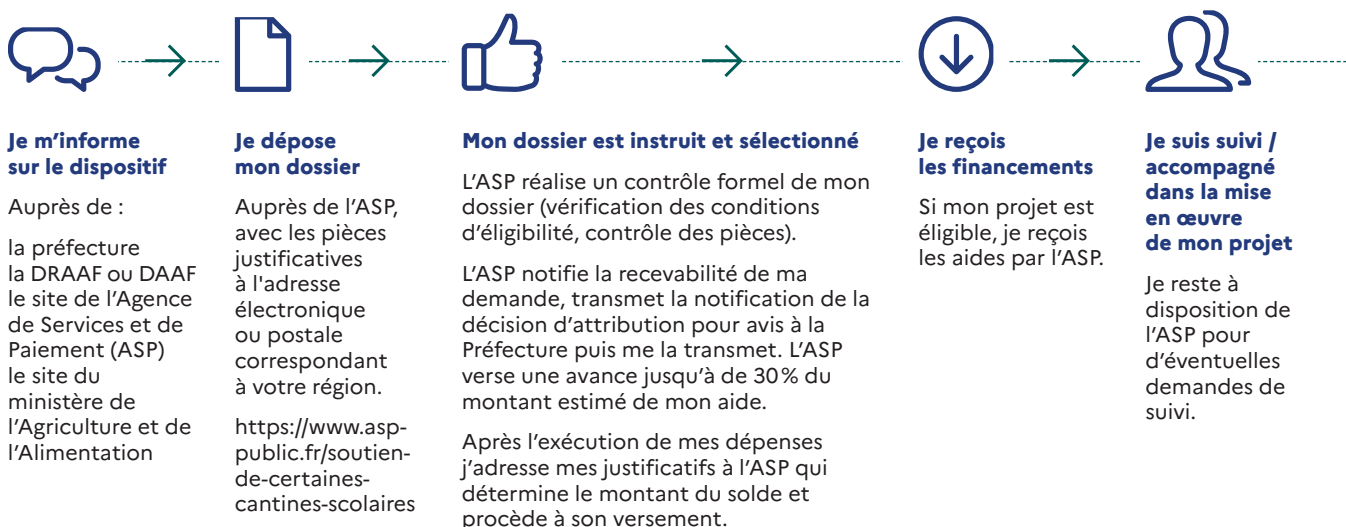 Je m'informe
sur le dispositif
Auprès de :
la préfecture
la DRAAF ou DAAF
le site de l'Agence
de Services et de
Paiement (ASP)
le site du
ministère de
l'Agriculture et de
l'Alimentation
Je dépose
mon dossier
Auprès de l'ASP,
avec les pièces
justificatives
à l'adresse
électronique
ou postale
correspondant
à votre région.
https://www.asp-
public.fr/soutien-
de-certaines-
cantines-scolaires
Mon dossier est instruit et sélectionné
L'ASP réalise un contrôle formel de mon
dossier (vérification des conditions
d'éligibilité, contrôle des pièces).
L'ASP notifie la recevabilité de ma
demande, transmet la notification de la
décision d'attribution pour avis à la
Préfecture puis me la transmet. L'ASP
verse une avance jusqu'à de 30 % du
montant estimé de mon aide.
Après l'exécution de mes dépenses
j'adresse mes justificatifs à l'ASP qui
détermine le montant du solde et
procède à son versement.
Je reçois
les financements
Si mon projet est
éligible, je reçois
les aides par l'ASP.
Je suis suivi /
accompagné
dans la mise
en œuvre
de mon projet
Je reste à
disposition de
l'ASP pour
d'éventuelles
demandes de
suivi.